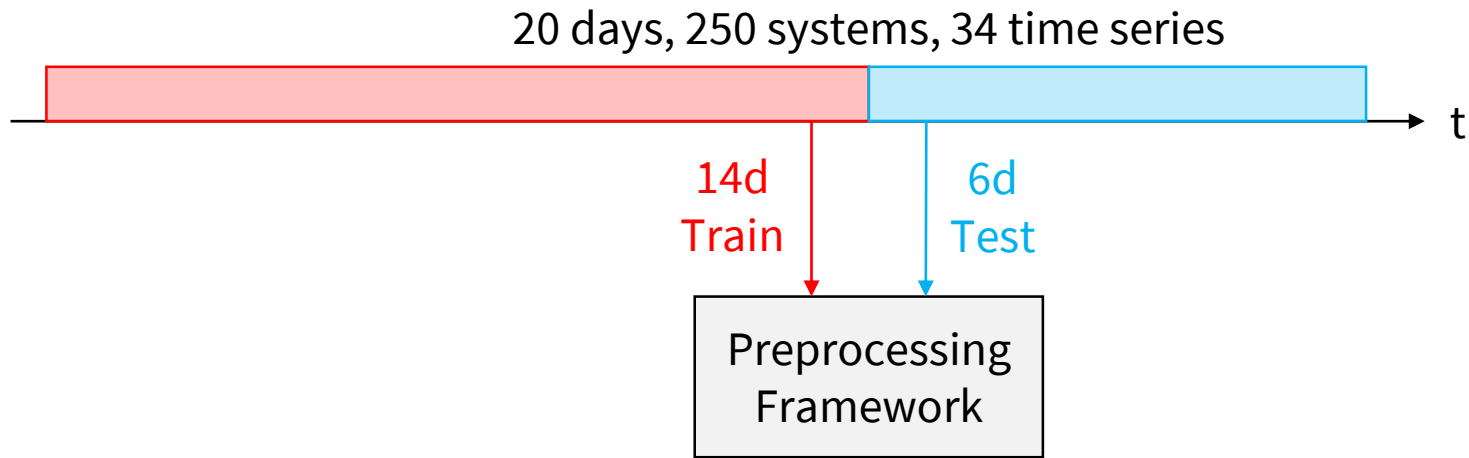 20 days, 250 systems, 34 time series
t
14d
Train
6d
Test
Preprocessing
Framework